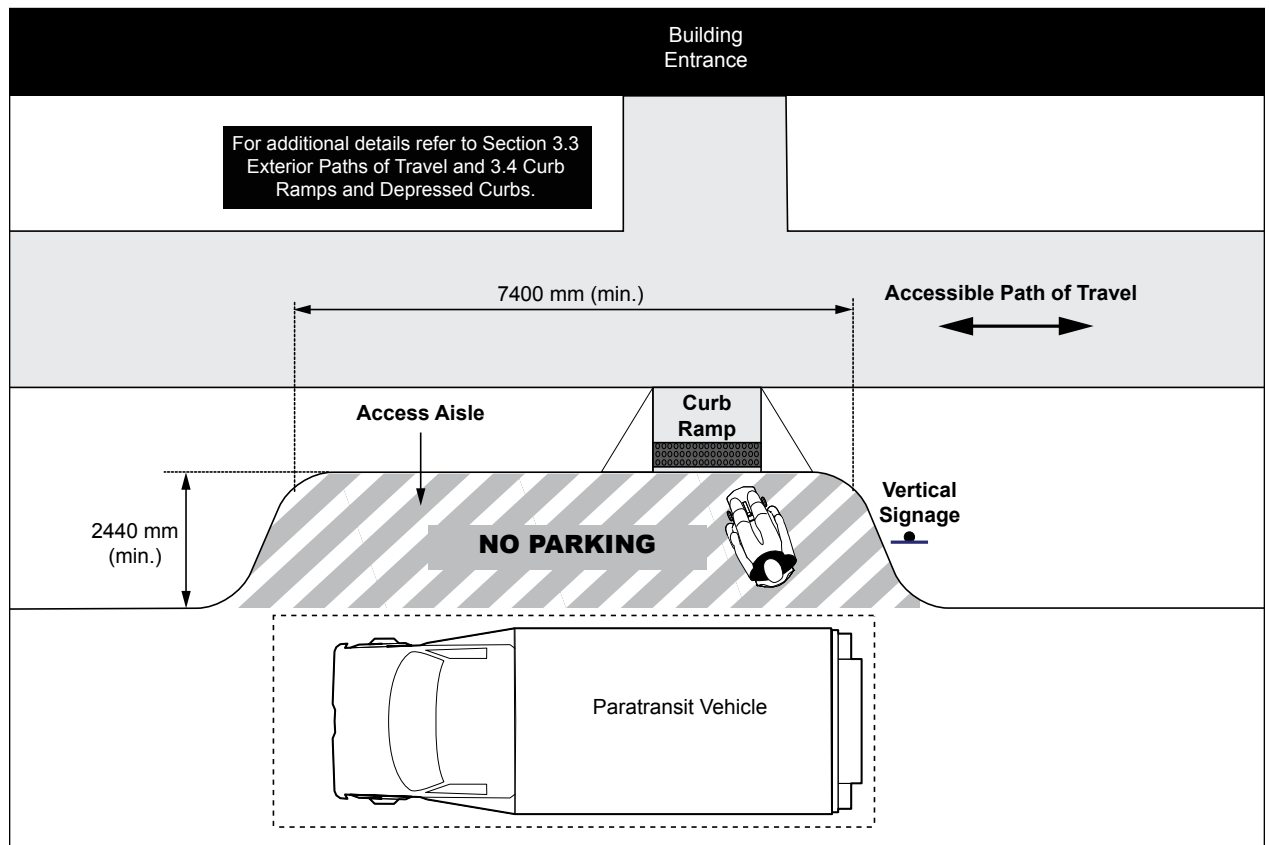 Building
Entrance
For additional details refer to Section 3.3
Exterior Paths of Travel and 3.4 Curb
Ramps and Depressed Curbs.
7400 mm (min.)
Accessible Path of Travel
Access Aisle
Curb
Ramp
Vertical
Signage
2440 mm
(min.)
NO PARKING
Paratransit Vehicle